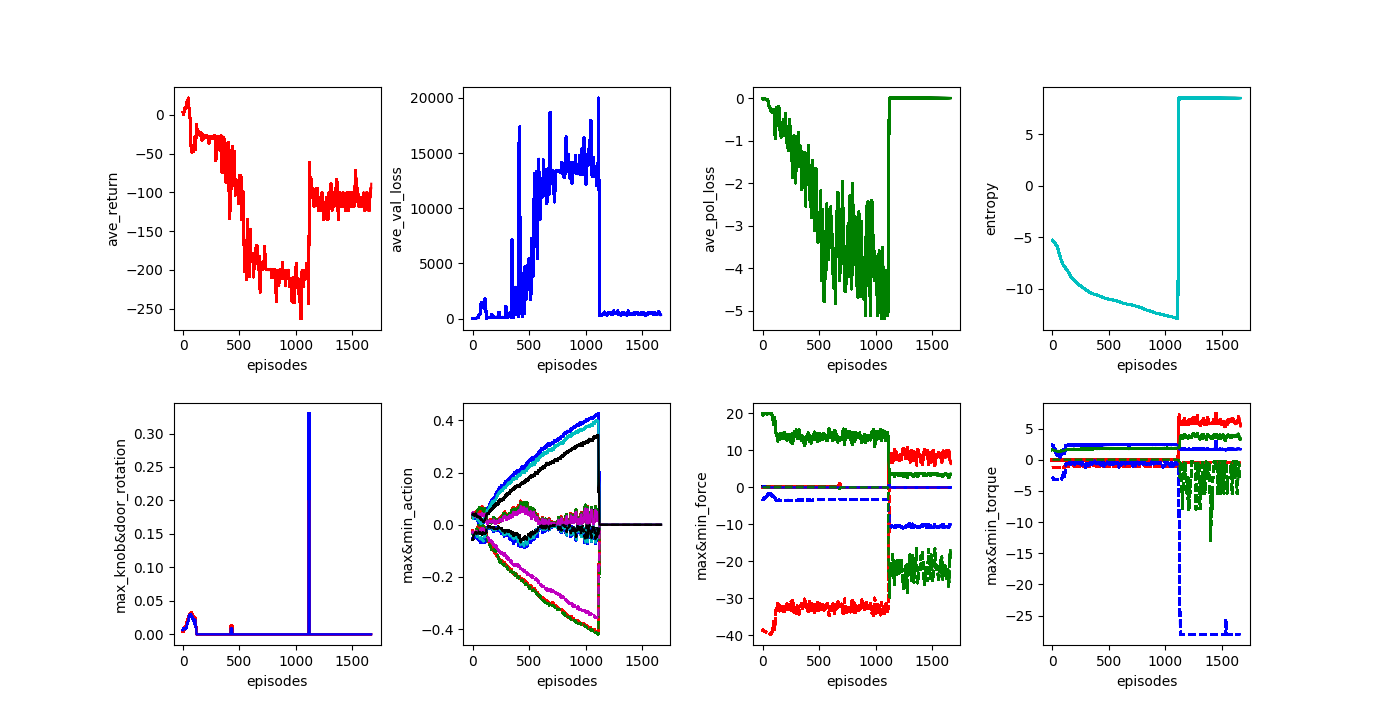 ave_return
0
−50
−100
−150
−200
−250
0 500 1000 1500
episodes
ave_val_loss
20000
15000
10000
5000
0
0 500 1000 1500
episodes
ave_pol_loss
0
−1
−2
−3
−4
−5
0 500 1000 1500
episodes
entropy
5
0
−5
−10
0 500 1000 1500
episodes
max_knob&door_rotation
0.30
0.25
0.20
0.15
0.10
0.05
0.00
0 500 1000 1500
episodes
max&min_action
0.4
0.2
0.0
−0.2
−0.4
0 500 1000 1500
episodes
max&min_force
20
10
0
−10
−20
−30
−40
0 500 1000 1500
episodes
max&min_torque
5
0
−5
−10
−15
−20
−25
0 500 1000 1500
episodes